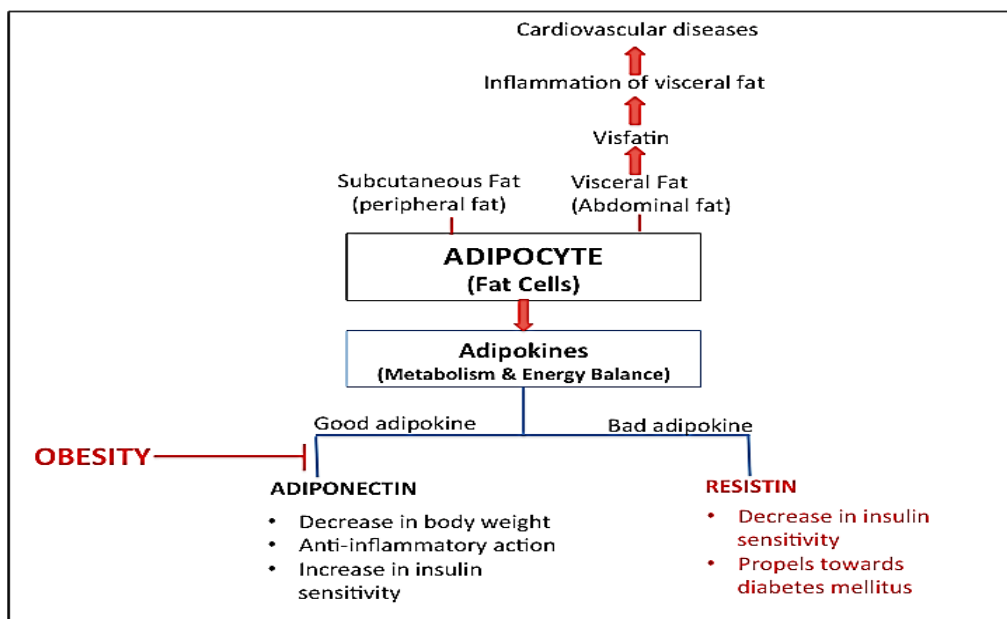 Cardiovascular diseases
Inflammation of visceral fat
Visfatin
Subcutaneous Fat
(peripheral fat)
Visceral Fat
(Abdominal fat)
ADIPOCYTE
(Fat Cells)
Adipokines
(Metabolism & Energy Balance)
Good adipokine
Bad adipokine
OBESITY
ADIPONECTIN
• Decrease in body weight
• Anti-inflammatory action
• Increase in insulin
sensitivity
RESISTIN
• Decrease in insulin
sensitivity
• Propels towards
diabetes mellitus